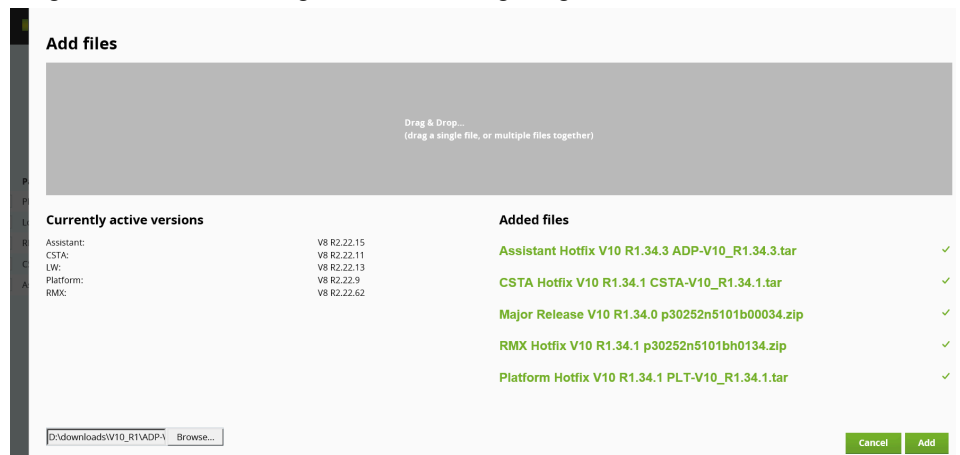 Add files
Drag & Drop...
(drag a single file, or multiple files together)
Currently active versions
Assistant: V8 R2.22.15
CSTA: V8 R2.22.11
LW: V8 R2.22.13
Platform: V8 R2.22.9
RMX: V8 R2.22.62
Added files
Assistant Hotfix V10 R1.34.3 ADP-V10_R1.34.3.tar
CSTA Hotfix V10 R1.34.1 CSTA-V10_R1.34.1.tar
Major Release V10 R1.34.0 p30252n5101b00034.zip
RMX Hotfix V10 R1.34.1 p30252n5101bh0134.zip
Platform Hotfix V10 R1.34.1 PLT-V10_R1.34.1.tar
D:\downloads\V10_R1\ADP-\ Browse...
Cancel Add